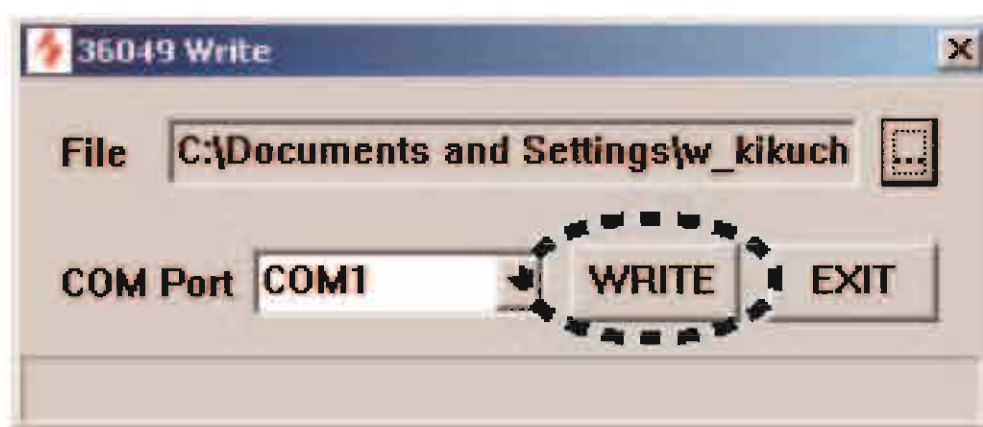 36049 Write
File C:\Documents and Settings\w_kikuch ...
COM Port COM1 WRITE EXIT